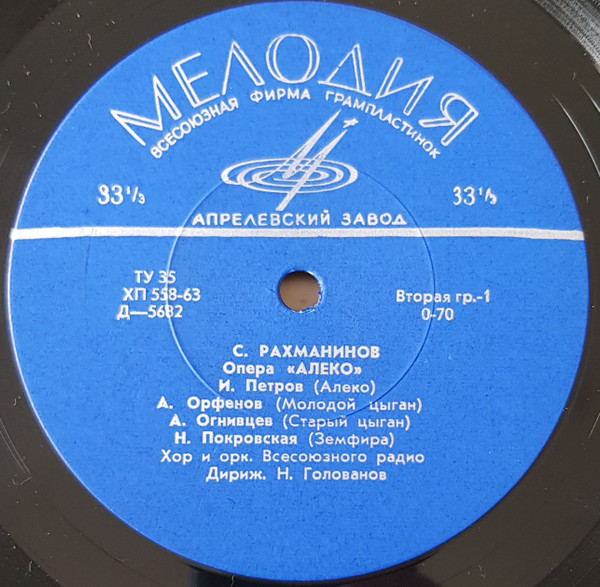 МЕЛОДИЯ
ВСЕСОЮЗНАЯ ФИРМА ГРАМПЛАСТИНОК
33 1/3 33 1/3
АПРЕЛЕВСКИЙ ЗАВОД
ТУ 35
ХП 558-63
Д—5682
Вторая гр.-1
0-70
С. РАХМАНИНОВ
Опера «АЛЕКО»
И. Петров (Алеко)
А. Орфенов (Молодой цыган)
А. Огнивцев (Старый цыган)
Н. Покровская (Земфира)
Хор и орк. Всесоюзного радио
Дириж. Н. Голованов